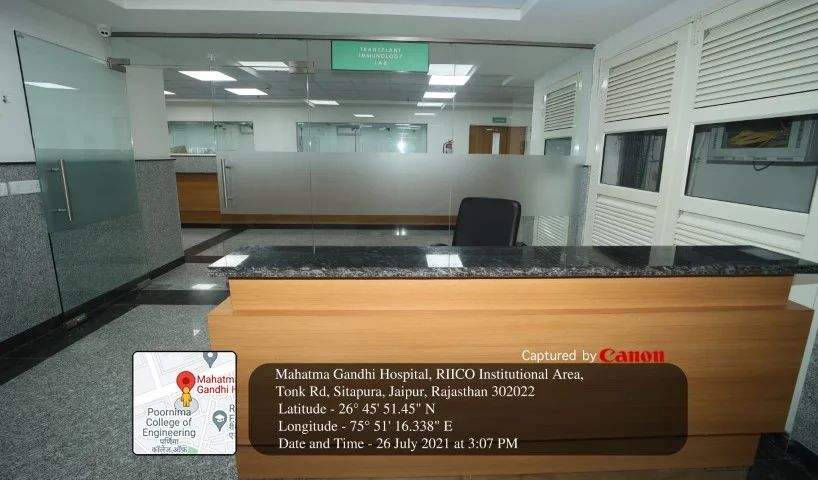 TRANSPLANT
IMMUNOLOGY
LAB
Captured by Canon
Mahatma Gandhi Hospital, RIICO Institutional Area,
Tonk Rd, Sitapura, Jaipur, Rajasthan 302022
Latitude - 26° 45' 51.45" N
Longitude - 75° 51' 16.338" E
Date and Time - 26 July 2021 at 3:07 PM
Mahatm
Gandhi H
Poornima
College of
Engineering
पूर्णिमा
कॉलेज ऑफ